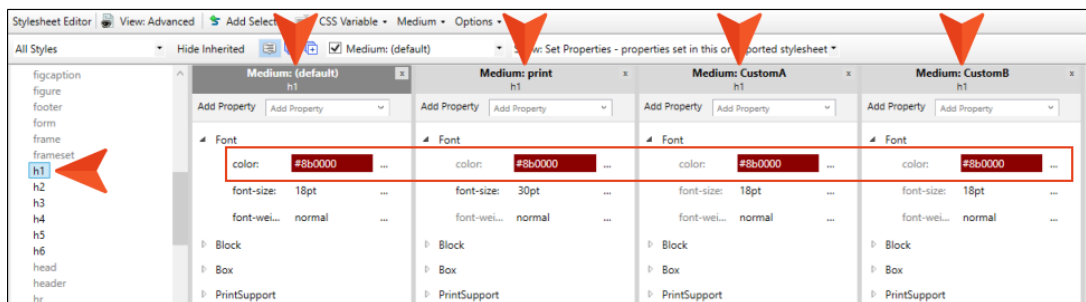 Stylesheet Editor View: Advanced Add Select CSS Variable Medium Options
All Styles Hide Inherited Medium: (default) Set Properties - properties set in this or imported stylesheet
figcaption
figure
footer
form
frame
frameset
h1
h2
h3
h4
h5
h6
head
header
hr
Medium: (default) x
h1
Add Property Add Property
Font
color: #8b0000 ...
font-size: 18pt ...
font-wei... normal ...
Block
Box
PrintSupport
Medium: print x
h1
Add Property Add Property
Font
color: #8b0000 ...
font-size: 30pt ...
font-wei... normal ...
Block
Box
PrintSupport
Medium: CustomA x
h1
Add Property Add Property
Font
color: #8b0000 ...
font-size: 18pt ...
font-wei... normal ...
Block
Box
PrintSupport
Medium: CustomB x
h1
Add Property Add Property
Font
color: #8b0000 ...
font-size: 18pt ...
font-wei... normal ...
Block
Box
PrintSupport